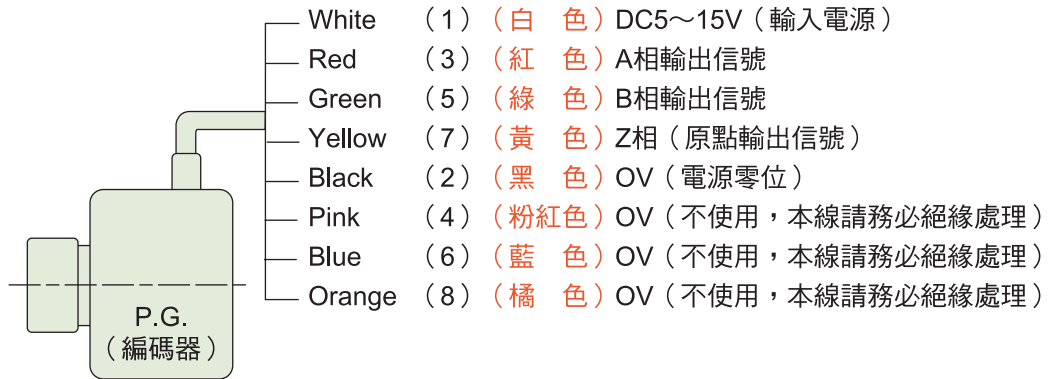 White （1）（白　色）DC5～15V（輸入電源）
Red （3）（紅　色）A相輸出信號
Green （5）（綠　色）B相輸出信號
Yellow （7）（黃　色）Z相（原點輸出信號）
Black （2）（黑　色）OV（電源零位）
Pink （4）（粉紅色）OV（不使用，本線請務必絕緣處理）
Blue （6）（藍　色）OV（不使用，本線請務必絕緣處理）
Orange （8）（橘　色）OV（不使用，本線請務必絕緣處理）
P.G.
（編碼器）